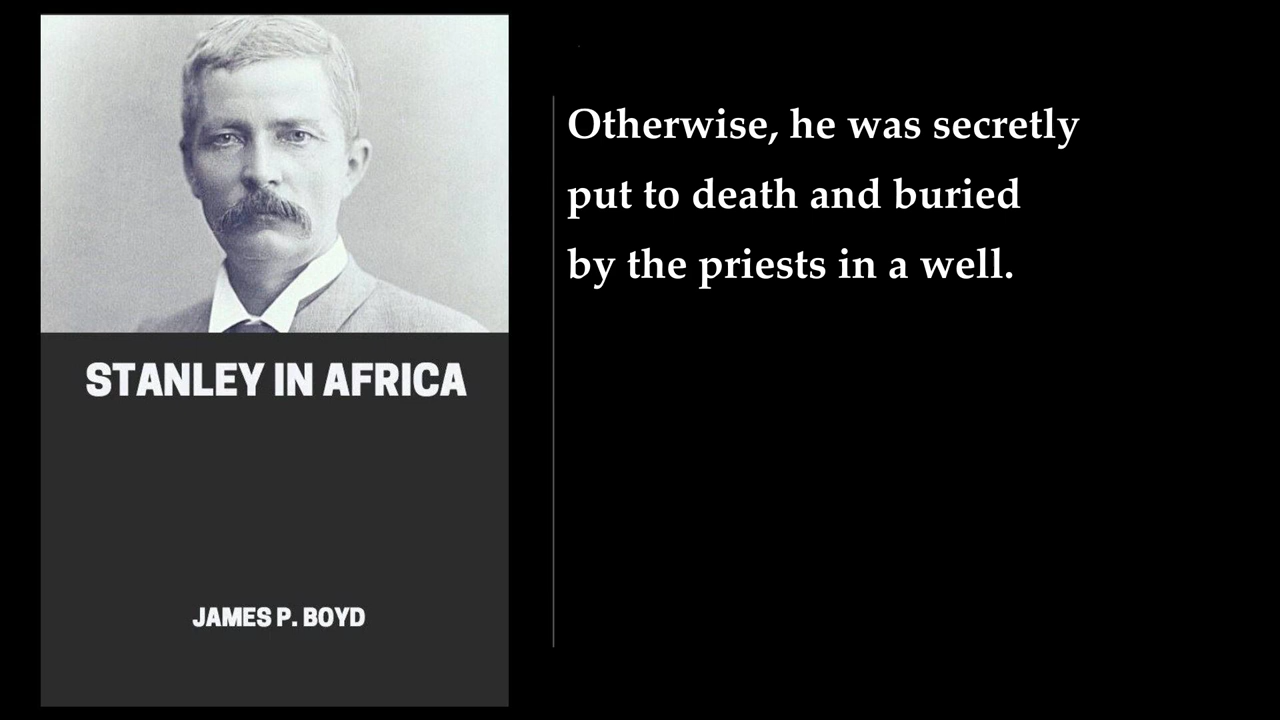 STANLEY IN AFRICA
JAMES P. BOYD
Otherwise, he was secretly
put to death and buried
by the priests in a well.